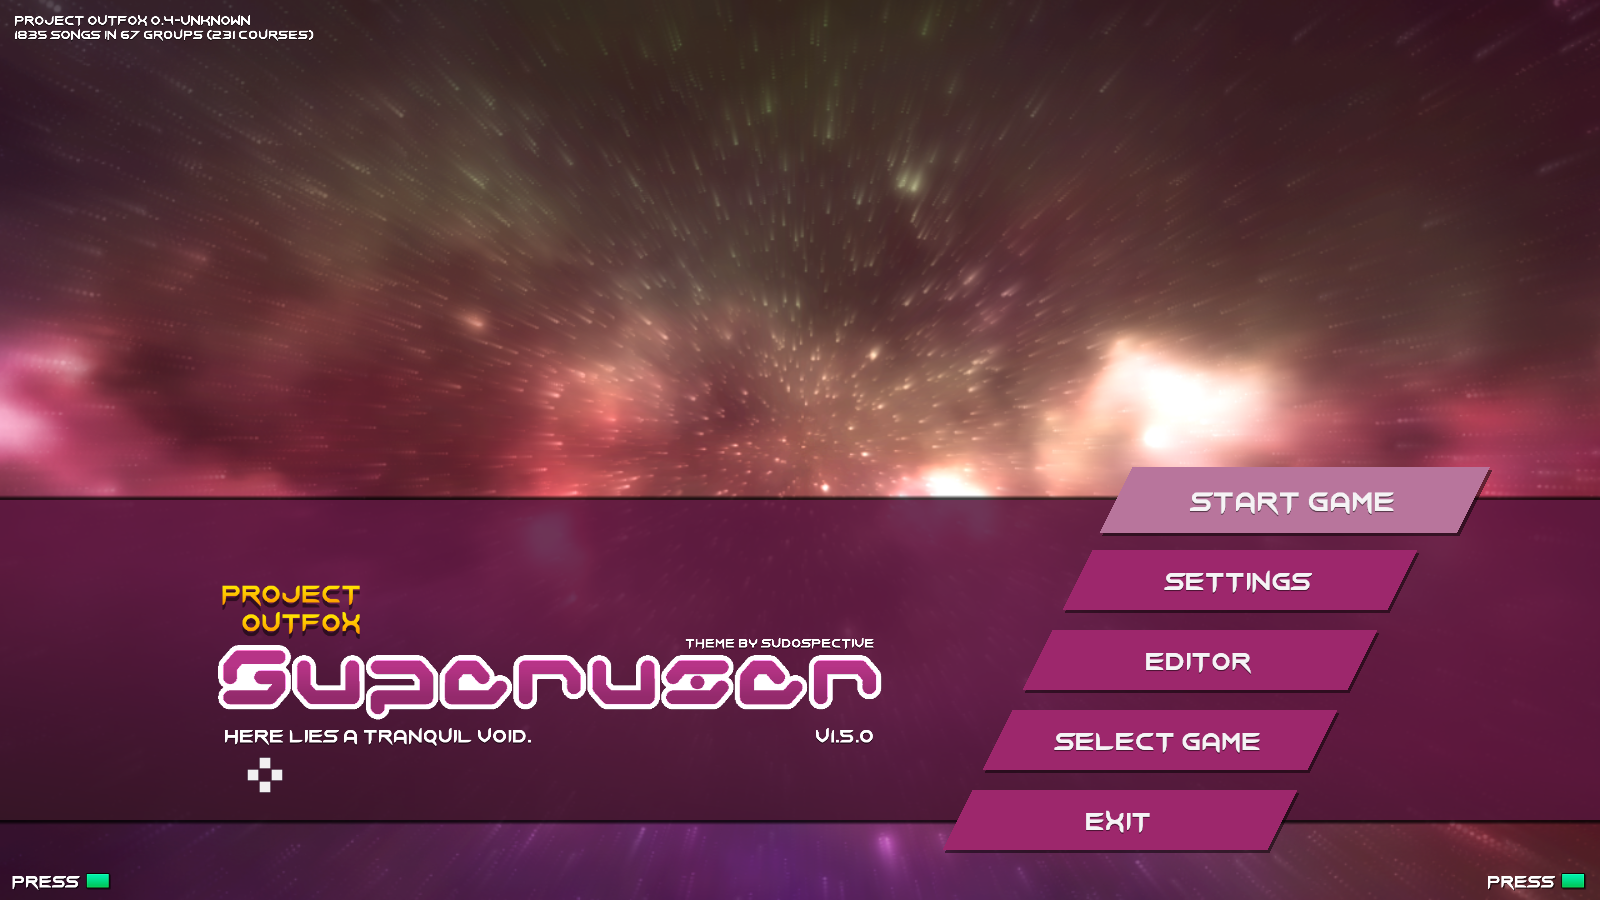 PROJECT OUTFOX 0.4-UNKNOWN
1835 SONGS IN 67 GROUPS (231 COURSES)
START GAME
SETTINGS
EDITOR
SELECT GAME
EXIT
PROJECT
OUTFOX
THEME BY SUDOSPECTIVE
Superuser
HERE LIES A TRANQUIL VOID.
V1.5.0
PRESS
PRESS